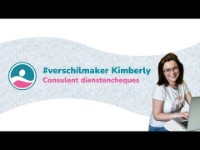 #verschilmaker Kimberly
Consulent dienstencheques